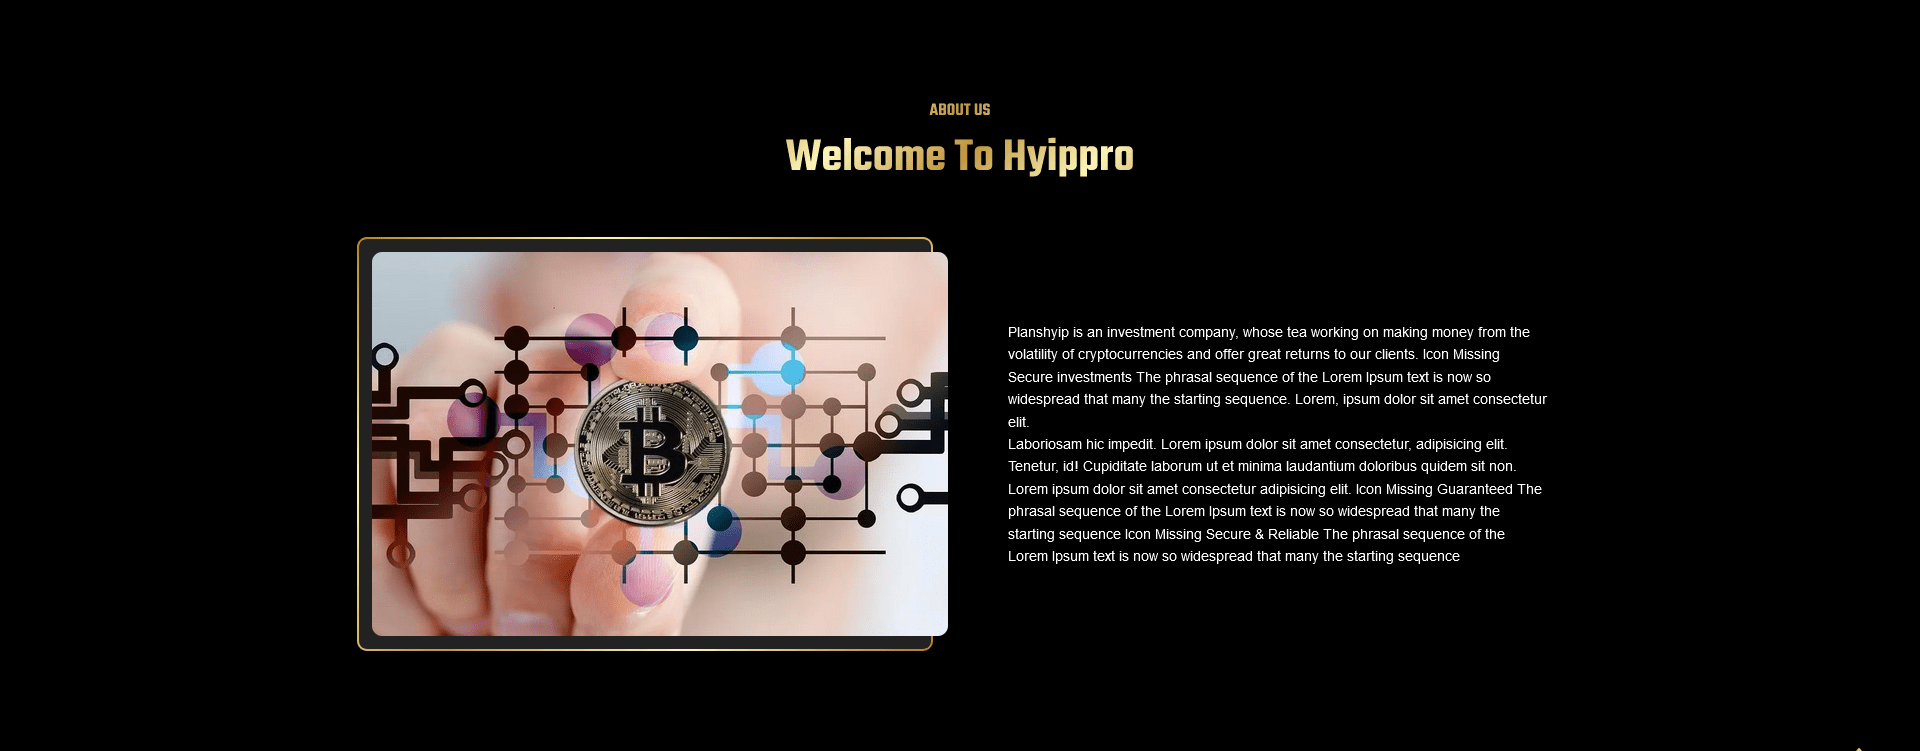 ABOUT US
Welcome To Hyippro
Planshyip is an investment company, whose tea working on making money from the
volatility of cryptocurrencies and offer great returns to our clients. Icon Missing
Secure investments The phrasal sequence of the Lorem Ipsum text is now so
widespread that many the starting sequence. Lorem, ipsum dolor sit amet consectetur
elit.
Laboriosam hic impedit. Lorem ipsum dolor sit amet consectetur, adipisicing elit.
Tenetur, id! Cupiditate laborum ut et minima laudantium doloribus quidem sit non.
Lorem ipsum dolor sit amet consectetur adipisicing elit. Icon Missing Guaranteed The
phrasal sequence of the Lorem Ipsum text is now so widespread that many the
starting sequence Icon Missing Secure & Reliable The phrasal sequence of the
Lorem Ipsum text is now so widespread that many the starting sequence